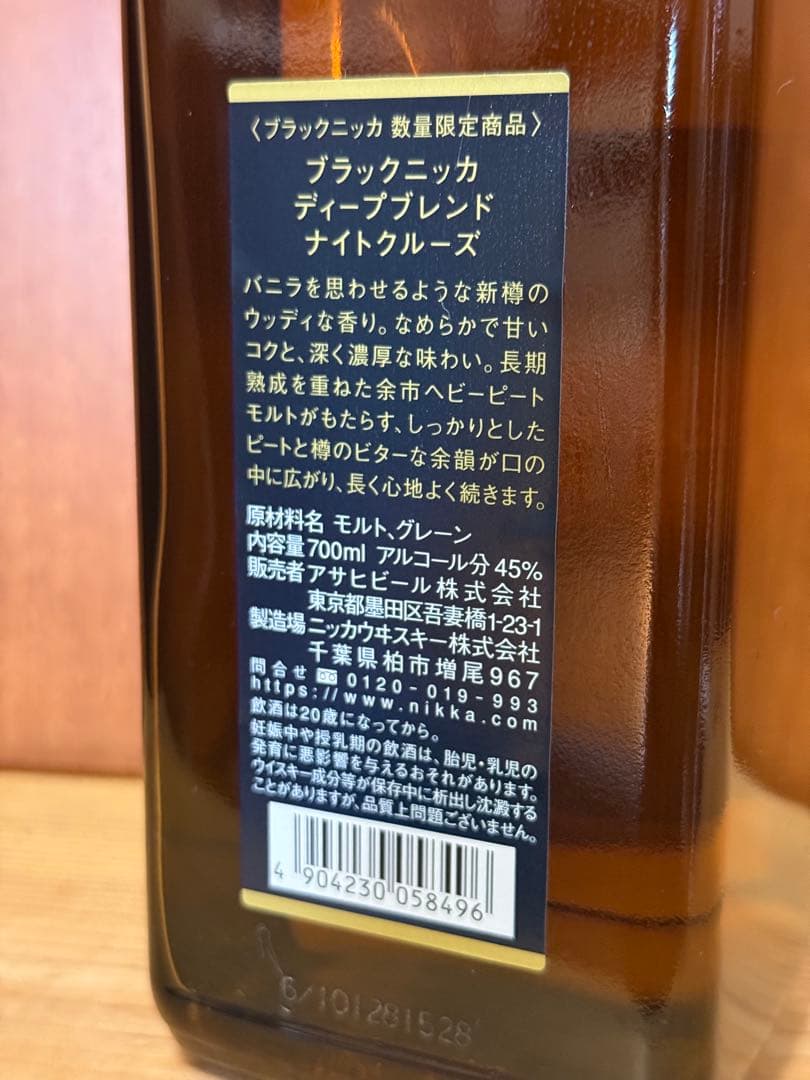 〈ブラックニッカ 数量限定商品〉
ブラックニッカ
ディープブレンド
ナイトクルーズ
バニラを思わせるような新樽の
ウッディな香り。なめらかで甘い
コクと、深く濃厚な味わい。長期
熟成を重ねた余市ヘビーピート
モルトがもたらす、しっかりとした
ピートと樽のビターな余韻が口の
中に広がり、長く心地よく続きます。
原材料名 モルト、グレーン
内容量 700ml アルコール分 45%
販売者 アサヒビール株式会社
東京都墨田区吾妻橋1-23-1
製造場 ニッカウヰスキー株式会社
千葉県柏市増尾967
問合せ 0120-019-993
https://www.nikka.com
飲酒は20歳になってから。
妊娠中や授乳期の飲酒は、胎児・乳児の
発育に悪影響を与えるおそれがあります。
ウイスキー成分等が保存中に析出し沈澱する
ことがありますが、品質上問題ございません。
4 904230 058496
6/101281528